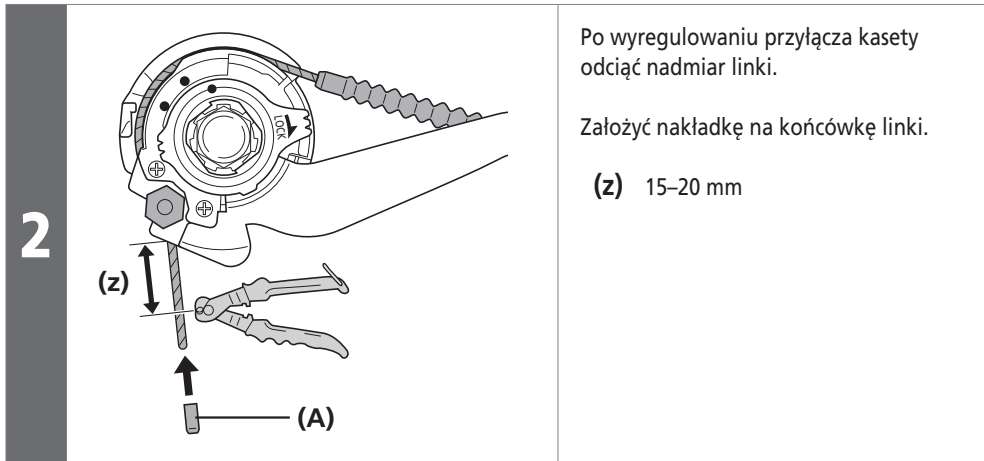 2
LOCK
(z)
(A)
Po wyregulowaniu przyłącza kasety
odciąć nadmiar linki.
Założyć nakładkę na końcówkę linki.
(z) 15–20 mm